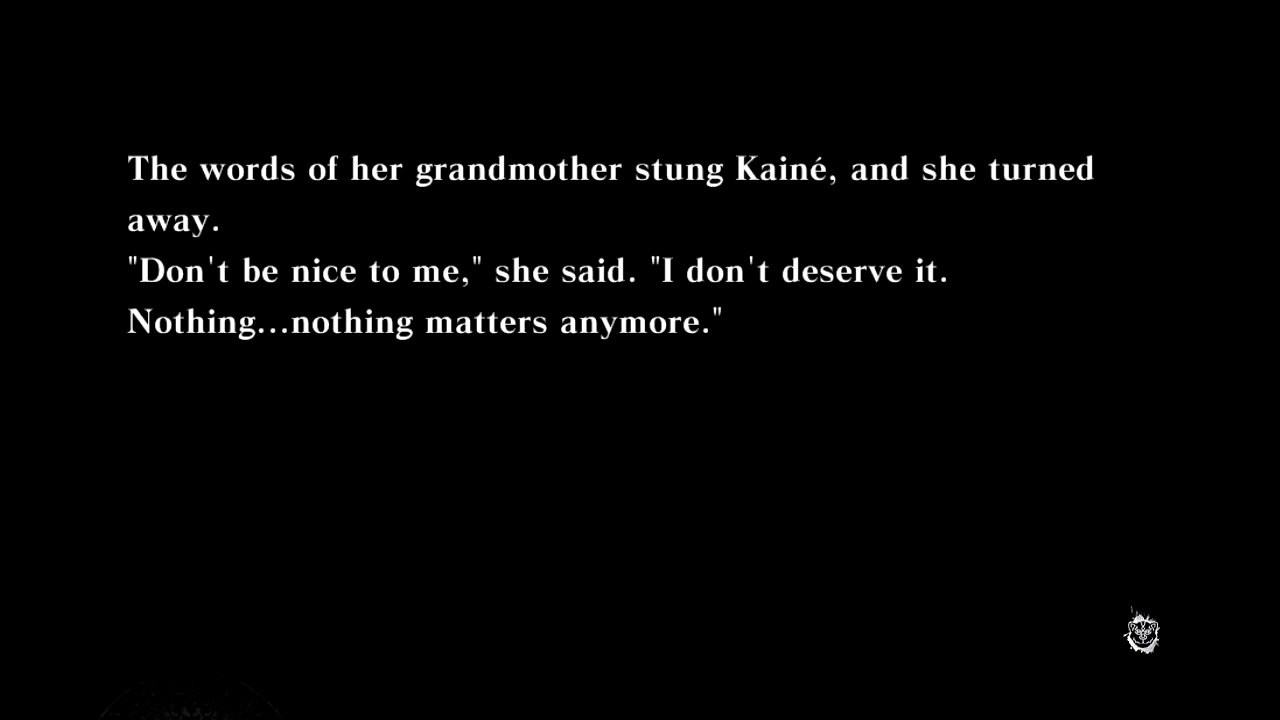 The words of her grandmother stung Kainé, and she turned
away.
"Don't be nice to me," she said. "I don't deserve it.
Nothing...nothing matters anymore."